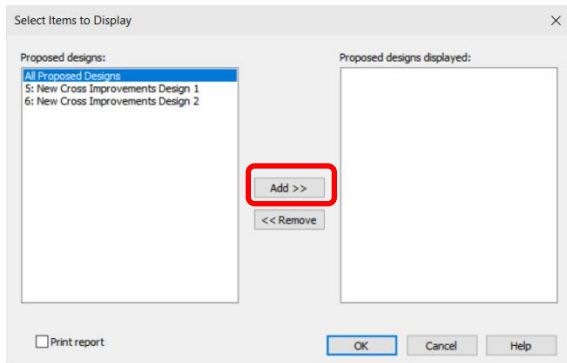 Select Items to Display
Proposed designs:
All Proposed Designs
5: New Cross Improvements Design 1
6: New Cross Improvements Design 2
Add >>
<< Remove
Proposed designs displayed:
Print report
OK
Cancel
Help